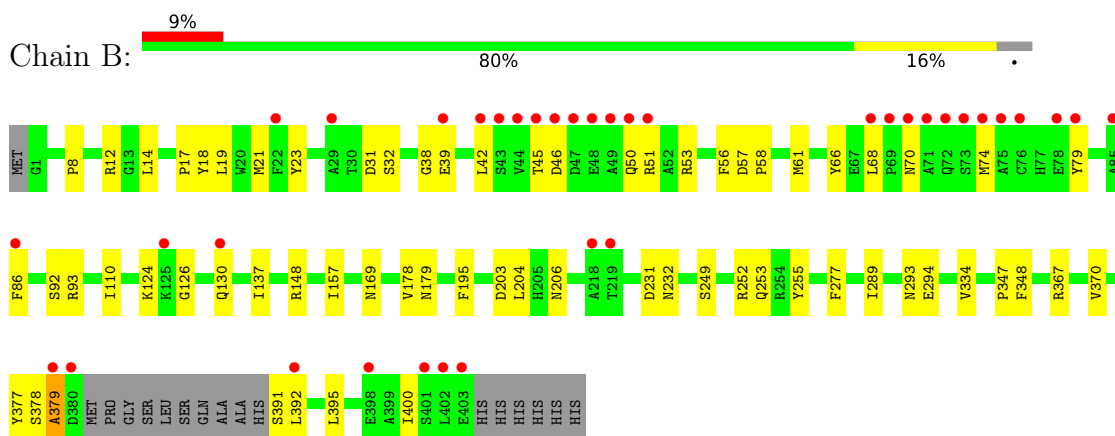 9%
Chain B:
80% 16% •
MET G1 P8 R12 G13 L14 P17 Y18 L19 W20 M21 F22 Y23 A29 T30 D31 S32 G38 E39 L42 S43 V44 T45 D46 D47 E48 A49 Q50 R51 A52 R53 F56 D57 P58 M61 Y66 E67 L68 P69 N70 A71 Q72 S73 M74 A75 C76 H77 E78 Y79 A85
F86 S92 R93 I110 K124 K125 G126 Q130 I137 R148 I157 N169 V178 N179 F195 D203 L204 H205 N206 A218 T219 D231 N232 S249 R252 Q253 R254 Y255 F277 I289 N293 E294 V334 P347 F348 R367 V370
Y377 S378 A379 D380 MET PRO GLY SER LEU SER GLN ALA ALA HIS S391 L392 L395 E398 A399 I400 S401 L402 E403 HIS HIS HIS HIS HIS HIS